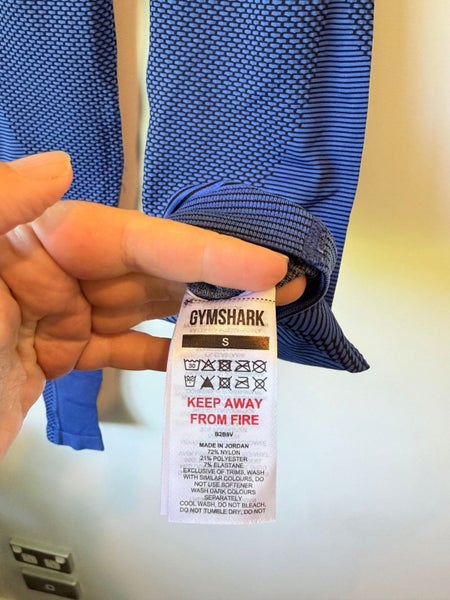 GYMSHARK
S
30
KEEP AWAY
FROM FIRE
B2B9V
MADE IN JORDAN
72% NYLON
21% POLYESTER
7% ELASTANE
EXCLUSIVE OF TRIMS, WASH
WITH SIMILAR COLOURS, DO
NOT USE SOFTENER
WASH DARK COLOURS
SEPARATELY
COOL WASH, DO NOT BLEACH,
DO NOT TUMBLE DRY, DO NOT